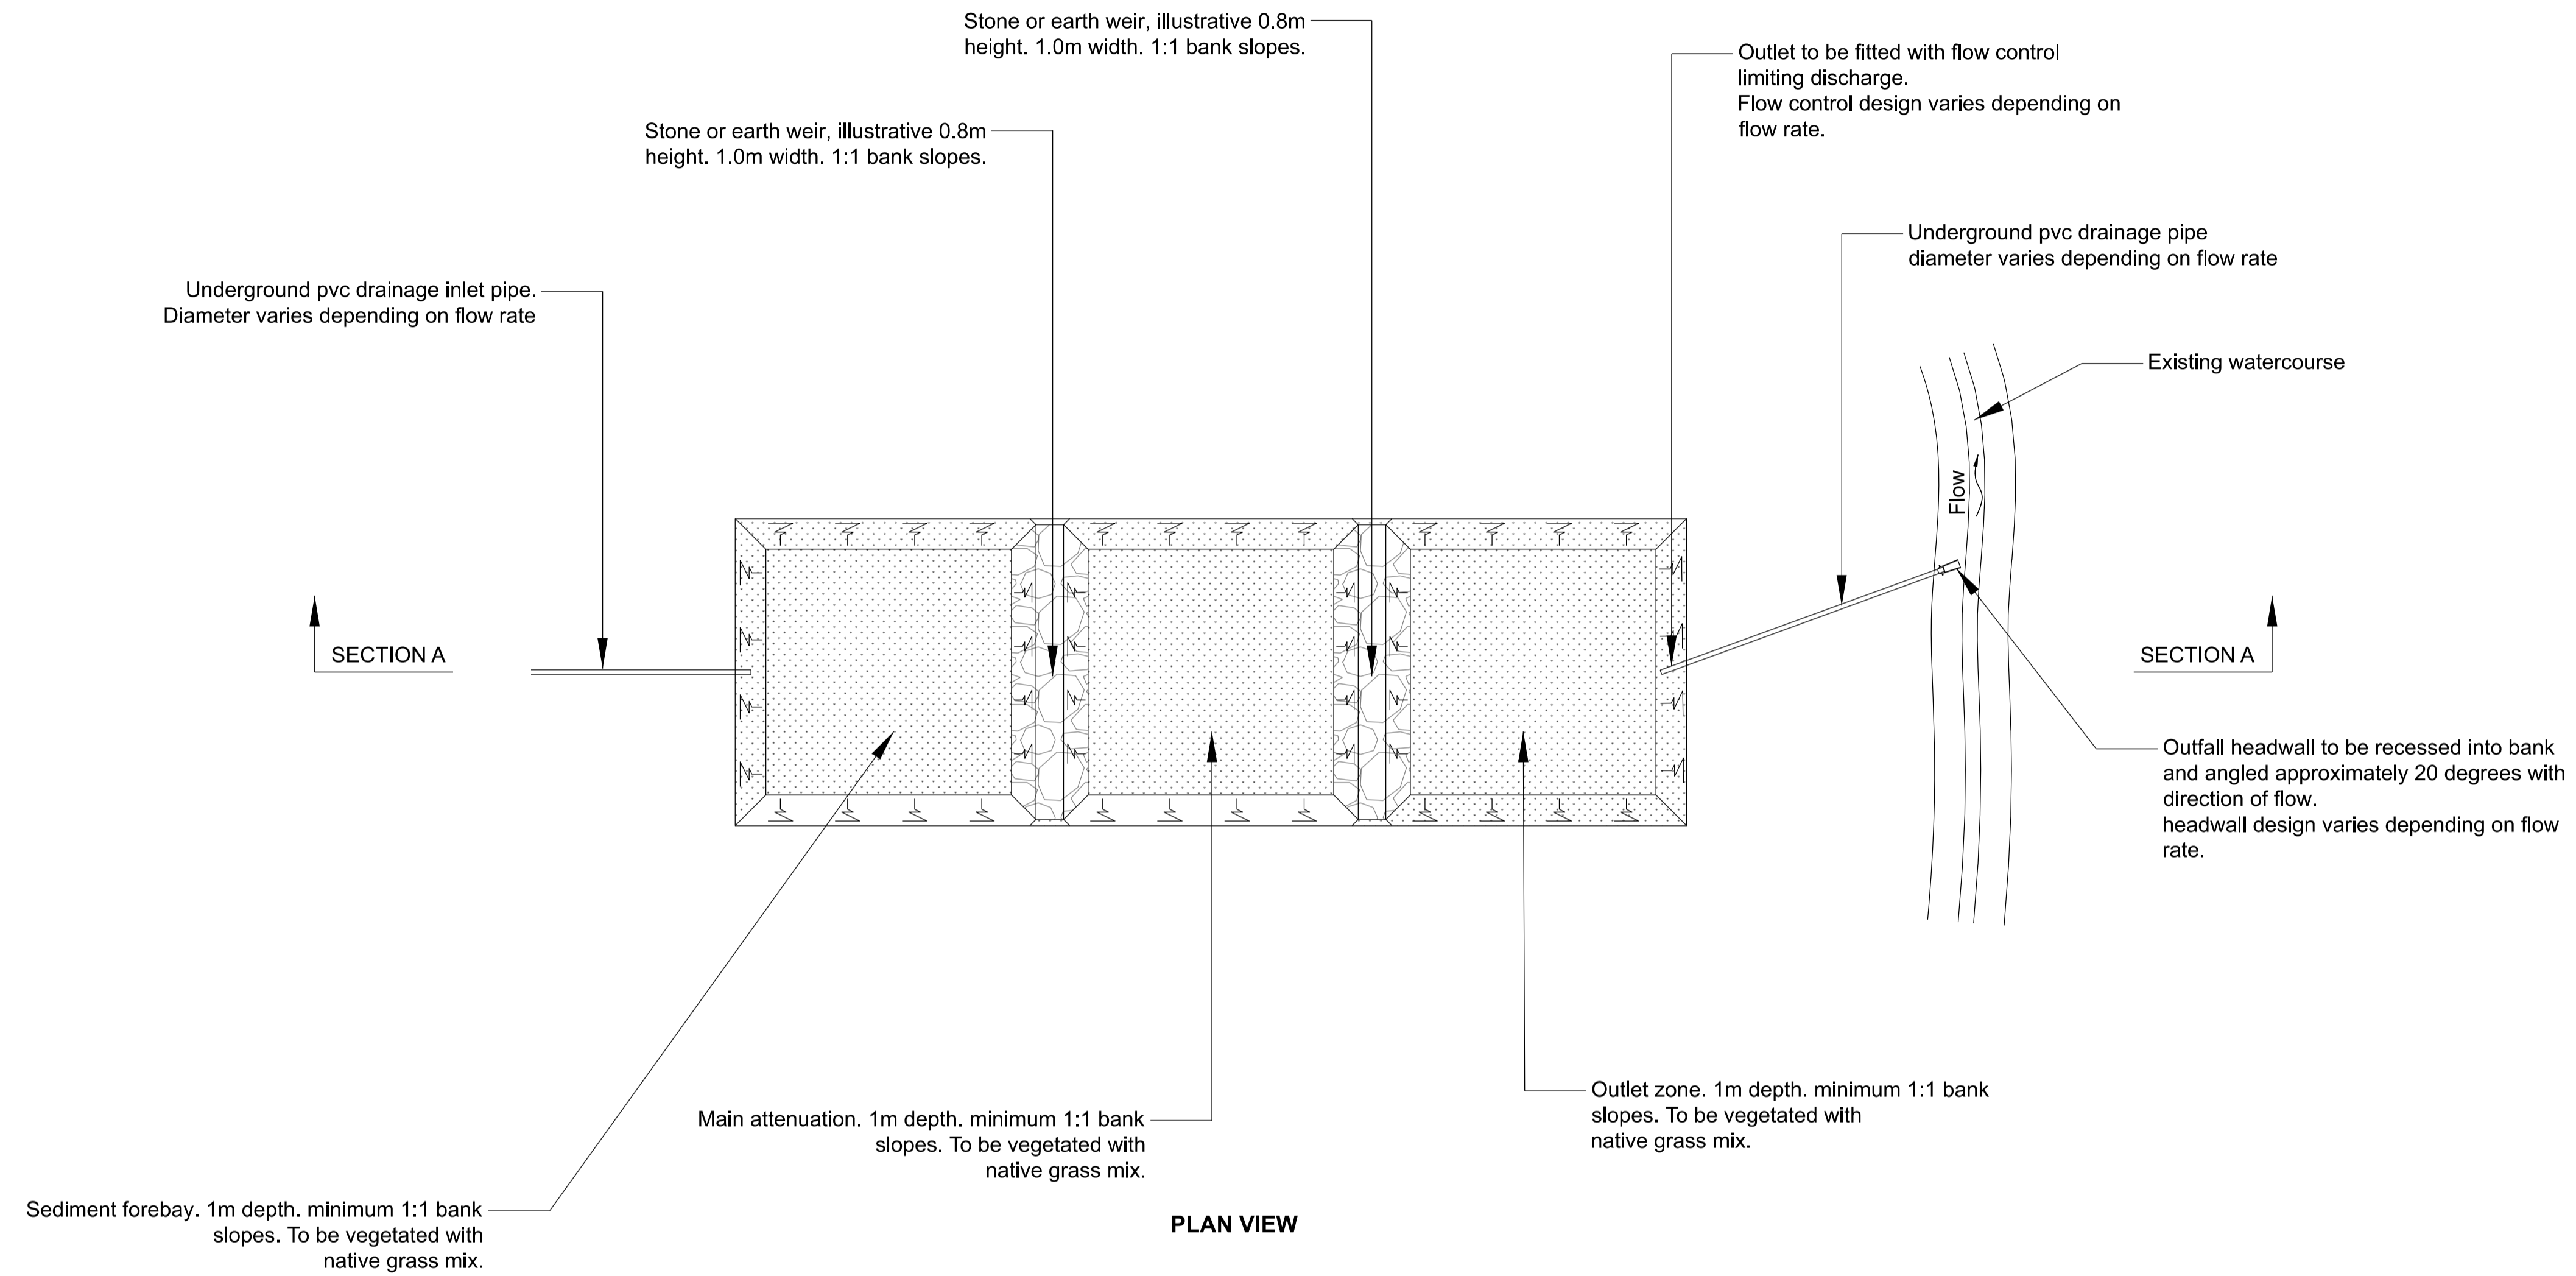 Stone or earth weir, illustrative 0.8m
height. 1.0m width. 1:1 bank slopes.
Outlet to be fitted with flow control
limiting discharge.
Flow control design varies depending on
flow rate.
Stone or earth weir, illustrative 0.8m
height. 1.0m width. 1:1 bank slopes.
Underground pvc drainage pipe
diameter varies depending on flow rate
Underground pvc drainage inlet pipe.
Diameter varies depending on flow rate
Existing watercourse
Flow
SECTION A
SECTION A
Outfall headwall to be recessed into bank
and angled approximately 20 degrees with
direction of flow.
headwall design varies depending on flow
rate.
Outlet zone. 1m depth. minimum 1:1 bank
slopes. To be vegetated with
native grass mix.
Main attenuation. 1m depth. minimum 1:1 bank
slopes. To be vegetated with
native grass mix.
Sediment forebay. 1m depth. minimum 1:1 bank
slopes. To be vegetated with
native grass mix.
PLAN VIEW